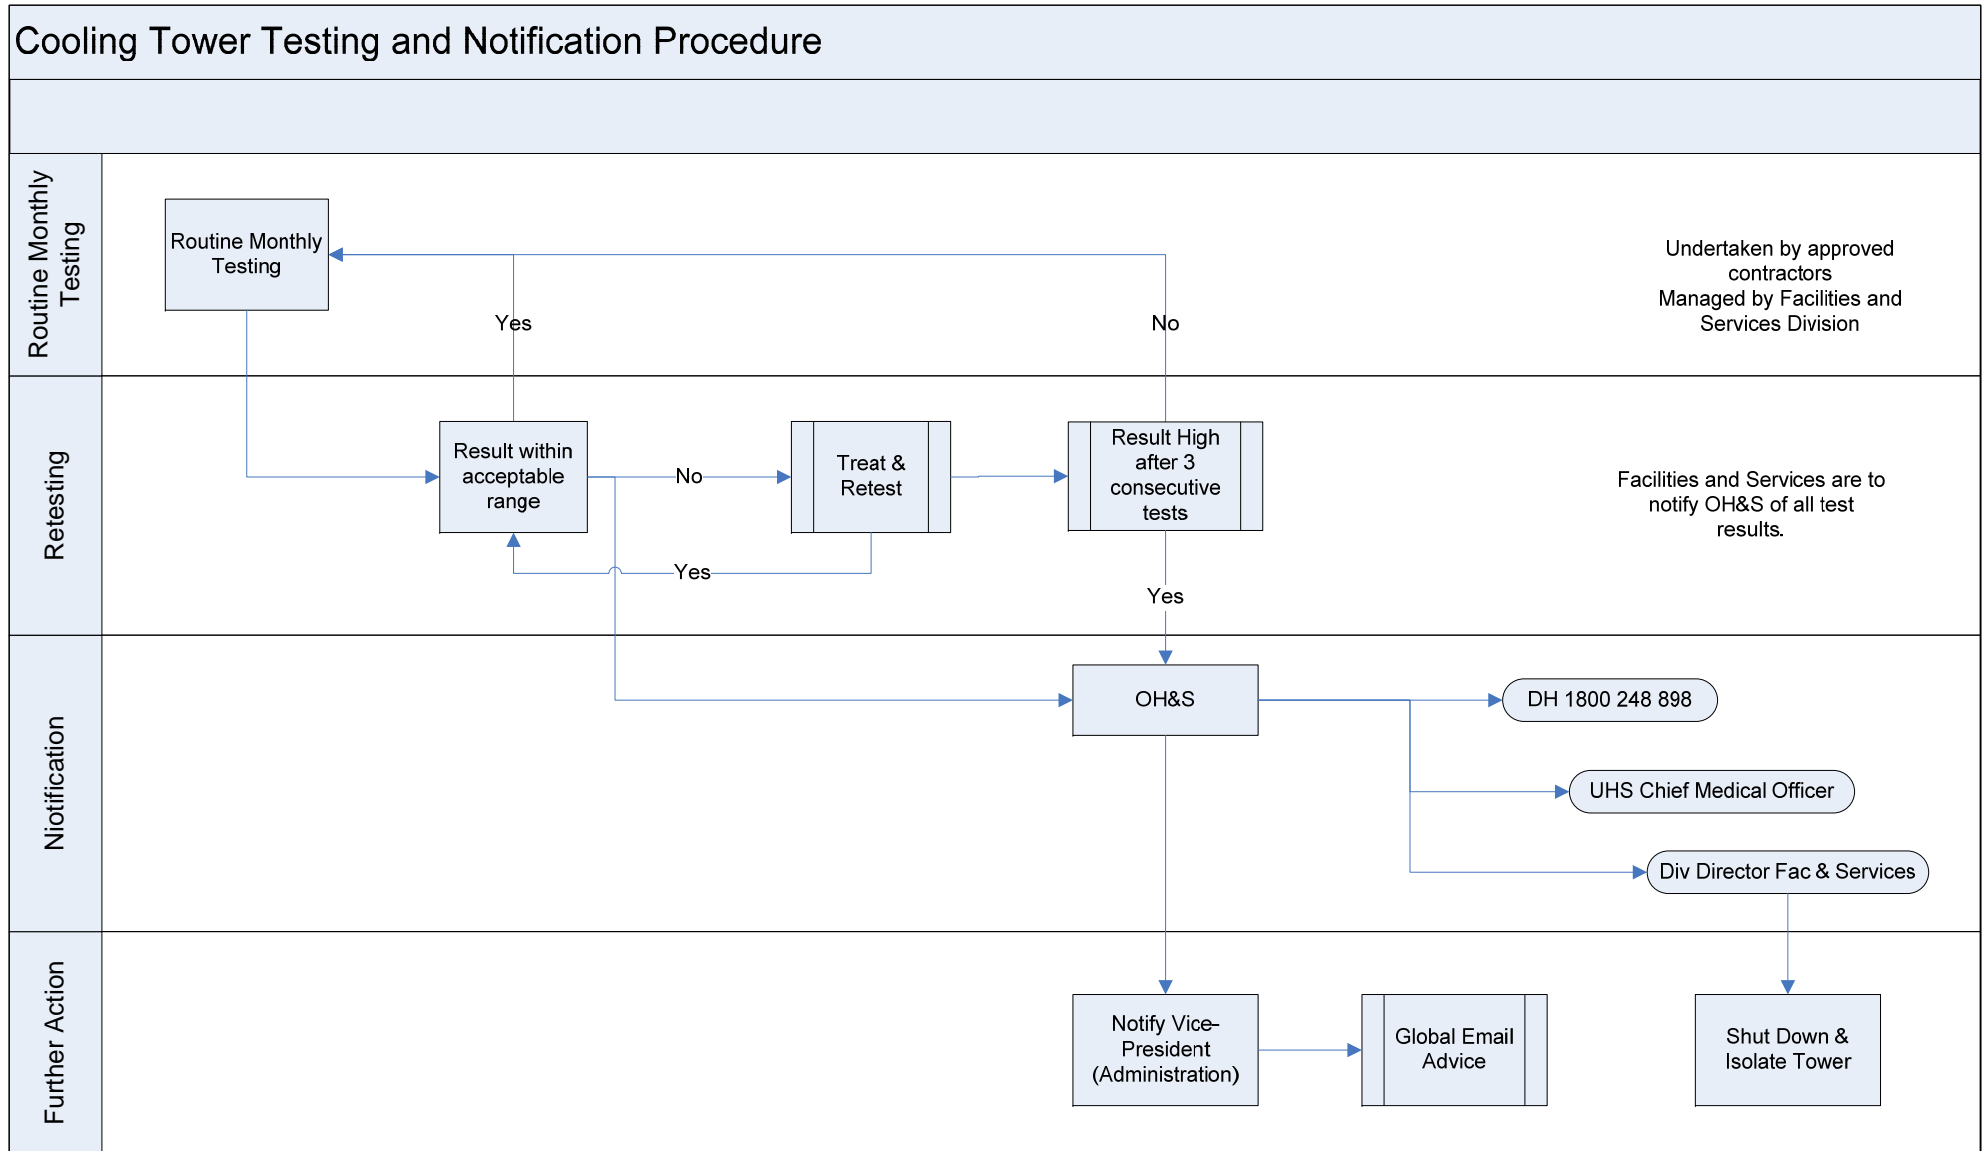 Cooling Tower Testing and Notification Procedure
Routine Monthly
Testing
Routine Monthly
Testing
Yes
No
Undertaken by approved
contractors
Managed by Facilities and
Services Division
Retesting
Result within
acceptable
range
No
Treat &
Retest
Result High
after 3
consecutive
tests
Facilities and Services are to
notify OH&S of all test
results.
Yes
Yes
Niotification
OH&S
DH 1800 248 898
UHS Chief Medical Officer
Div Director Fac & Services
Further Action
Notify Vice-
President
(Administration)
Global Email
Advice
Shut Down &
Isolate Tower